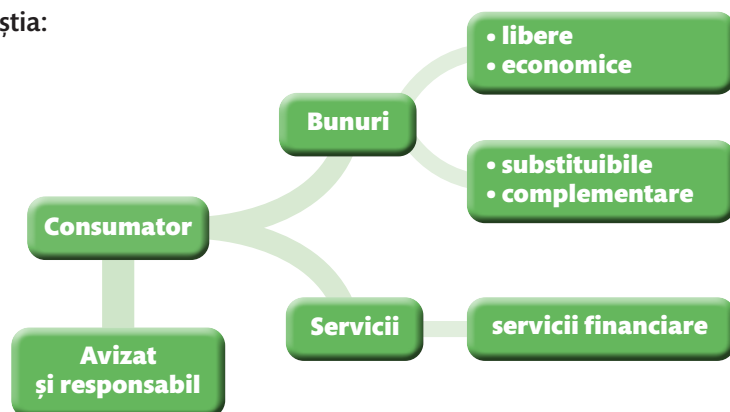 știa:
• libere
• economice
Bunuri
• substituibile
• complementare
Consumator
Servicii
servicii financiare
Avizat
și responsabil